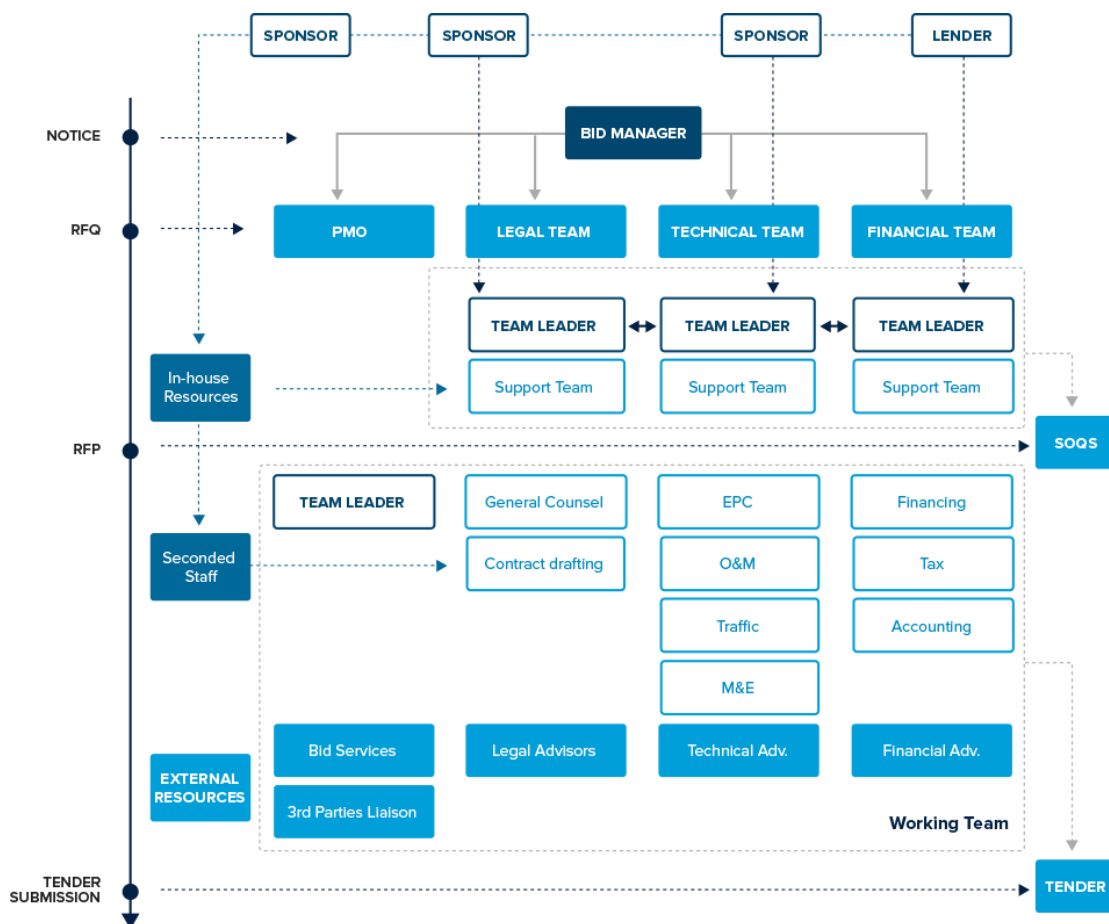 SPONSOR
SPONSOR
SPONSOR
LENDER
NOTICE
BID MANAGER
RFQ
PMO
LEGAL TEAM
TECHNICAL TEAM
FINANCIAL TEAM
TEAM LEADER
TEAM LEADER
TEAM LEADER
In-house
Resources
Support Team
Support Team
Support Team
RFP
SOQS
TEAM LEADER
General Counsel
EPC
Financing
Seconded
Staff
Contract drafting
O&M
Tax
Traffic
Accounting
M&E
EXTERNAL
RESOURCES
Bid Services
Legal Advisors
Technical Adv.
Financial Adv.
3rd Parties Liaison
Working Team
TENDER
SUBMISSION
TENDER